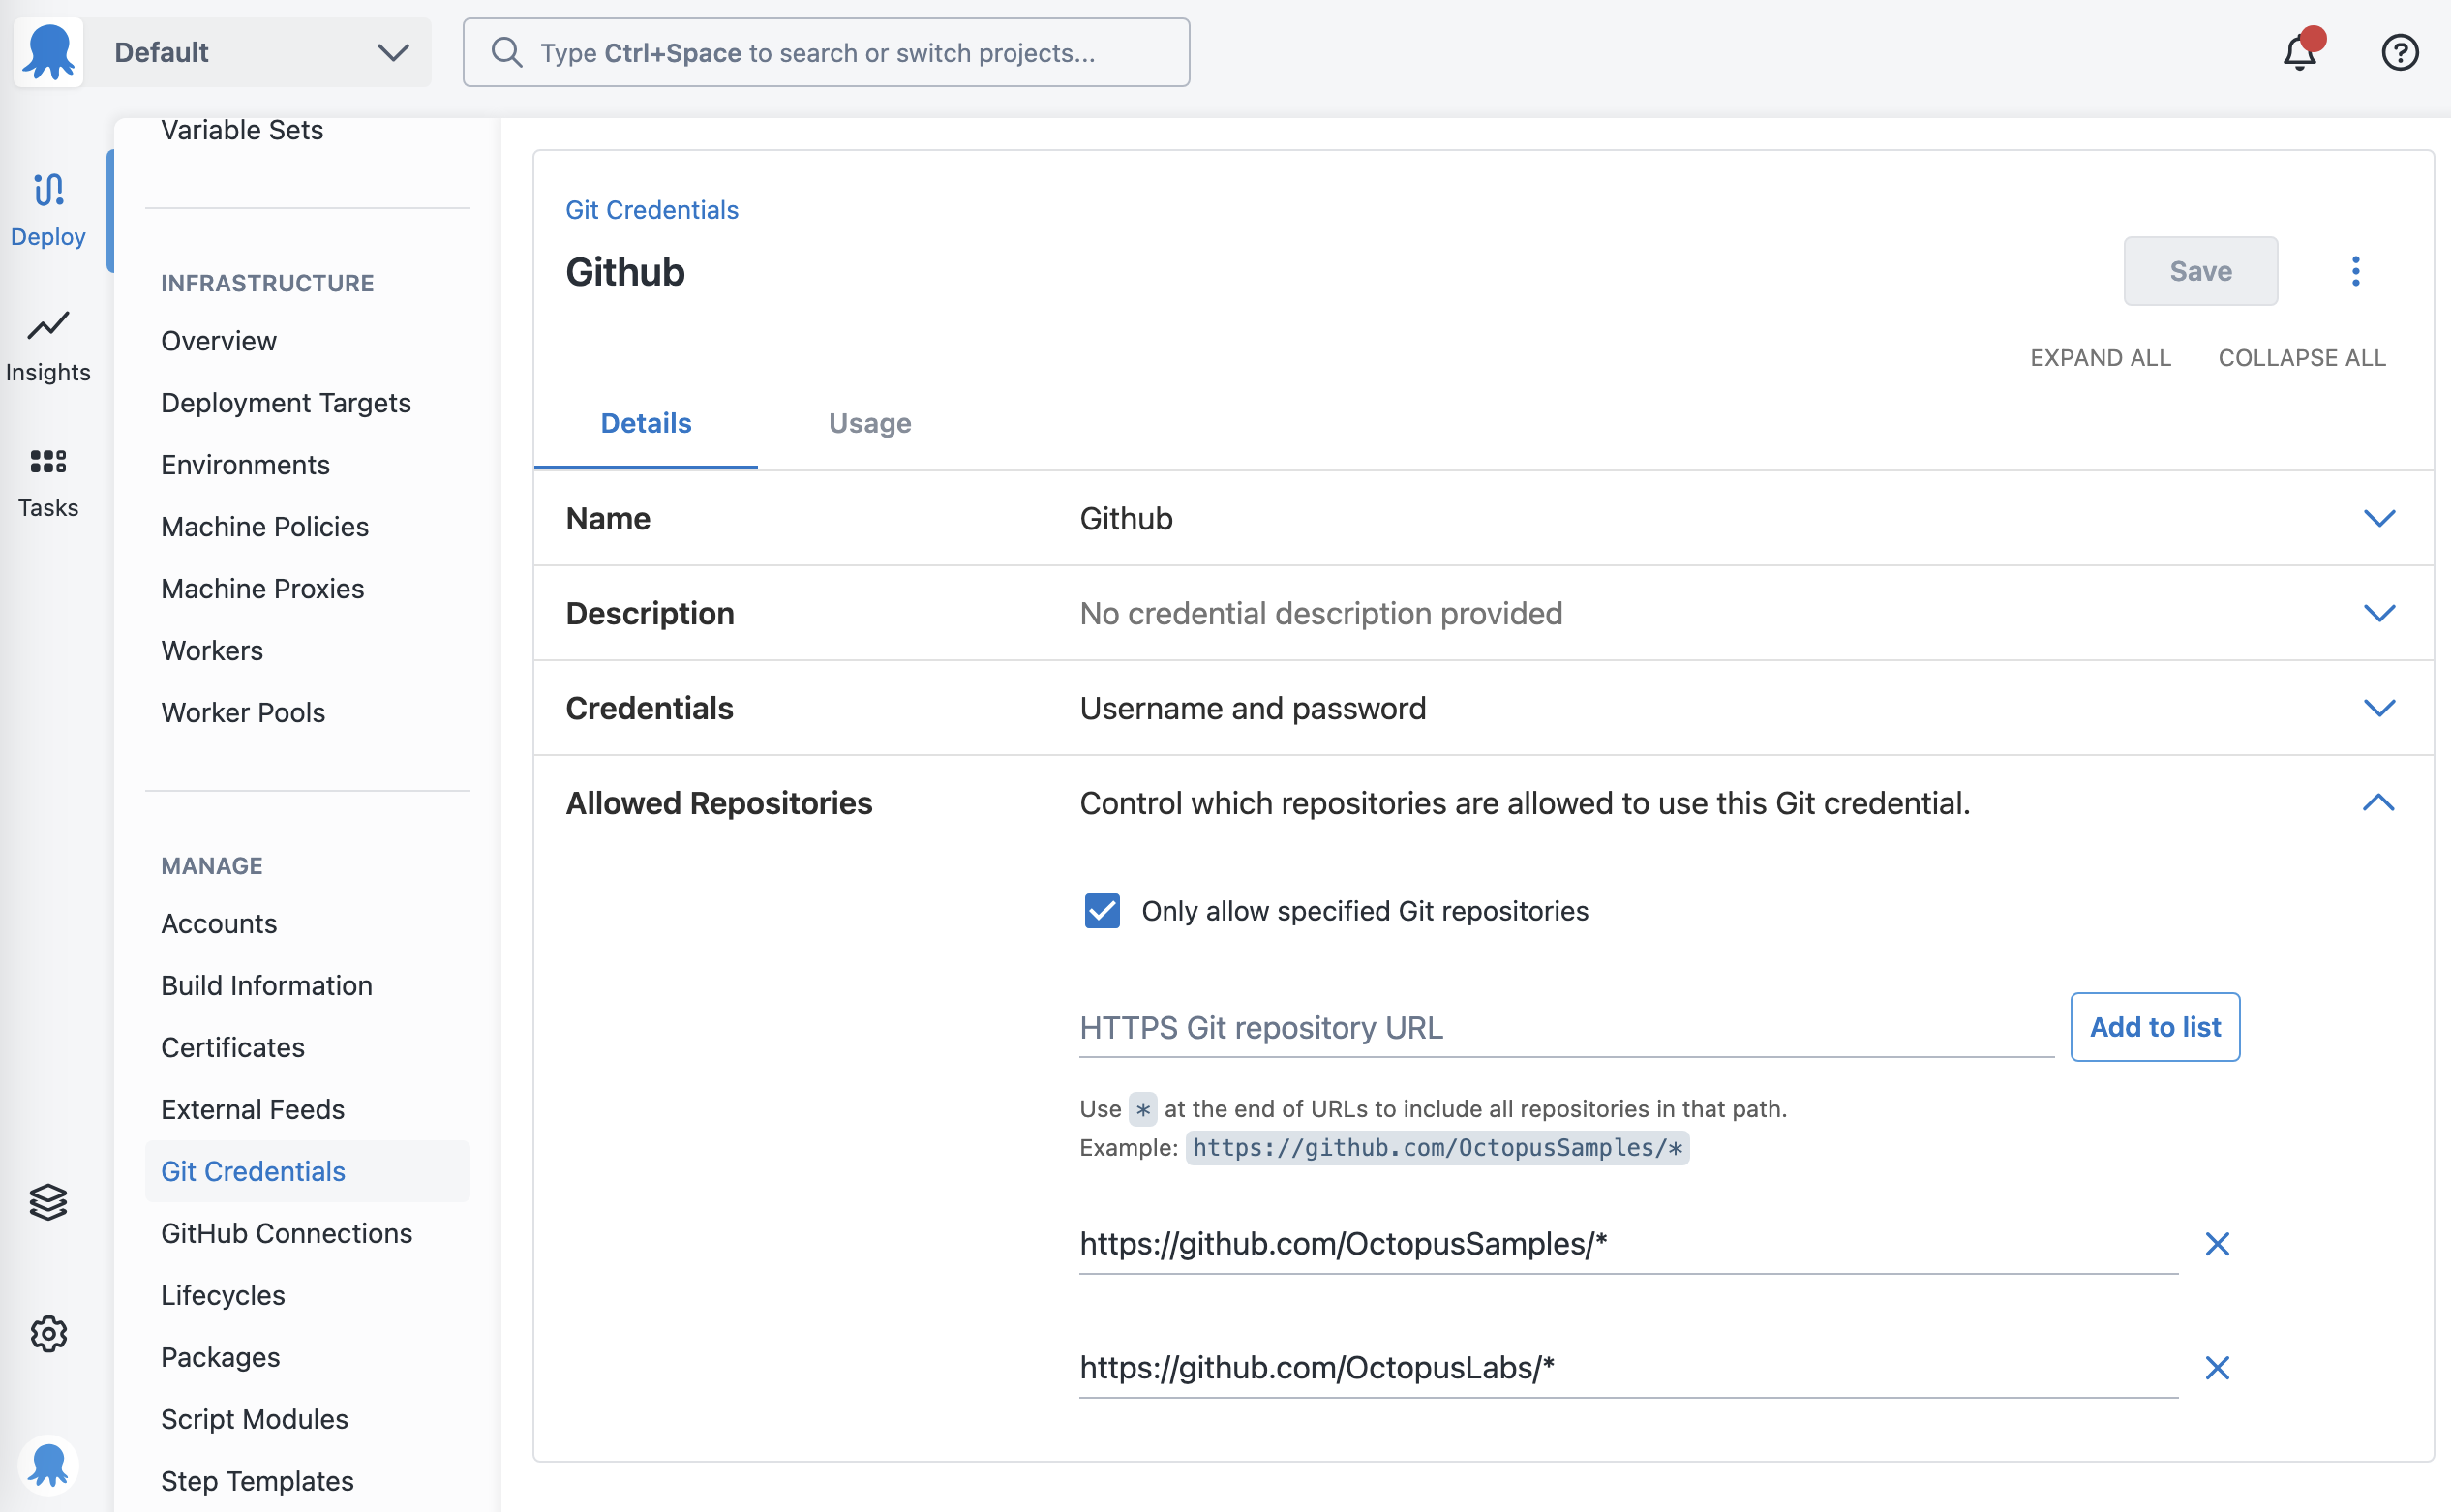 Default
Type Ctrl+Space to search or switch projects...
Deploy
Insights
Tasks
Variable Sets
INFRASTRUCTURE
Overview
Deployment Targets
Environments
Machine Policies
Machine Proxies
Workers
Worker Pools
MANAGE
Accounts
Build Information
Certificates
External Feeds
Git Credentials
GitHub Connections
Lifecycles
Packages
Script Modules
Step Templates
Git Credentials
Github
Save
EXPAND ALL
COLLAPSE ALL
Details
Usage
Name
Github
Description
No credential description provided
Credentials
Username and password
Allowed Repositories
Control which repositories are allowed to use this Git credential.
Only allow specified Git repositories
HTTPS Git repository URL
Add to list
Use * at the end of URLs to include all repositories in that path.
Example: https://github.com/OctopusSamples/*
https://github.com/OctopusSamples/*
https://github.com/OctopusLabs/*